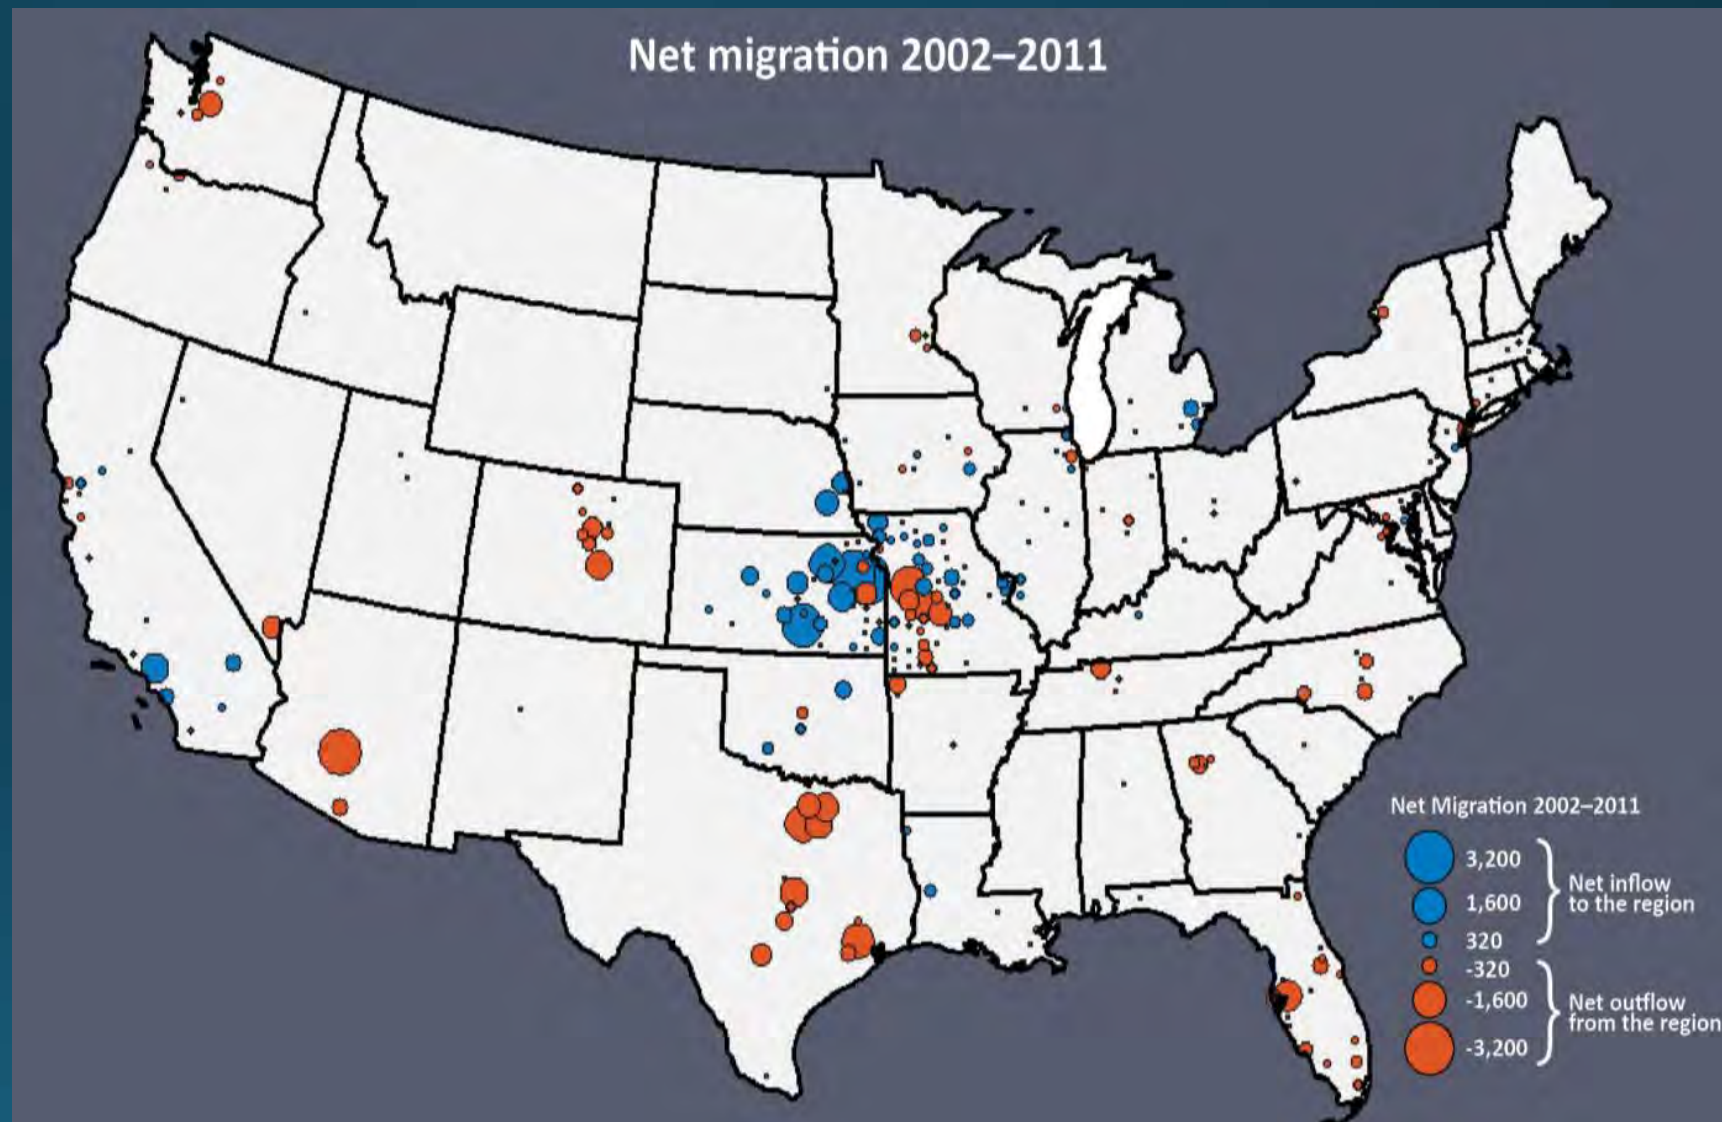 Net migration 2002–2011
Net Migration 2002–2011
3,200
1,600
320
-320
-1,600
-3,200
Net inflow
to the region
Net outflow
from the region